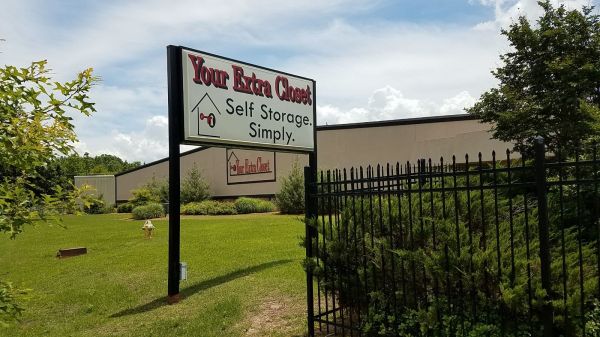 Your Extra Closet
Self Storage.
Simply.
Your Extra Closet